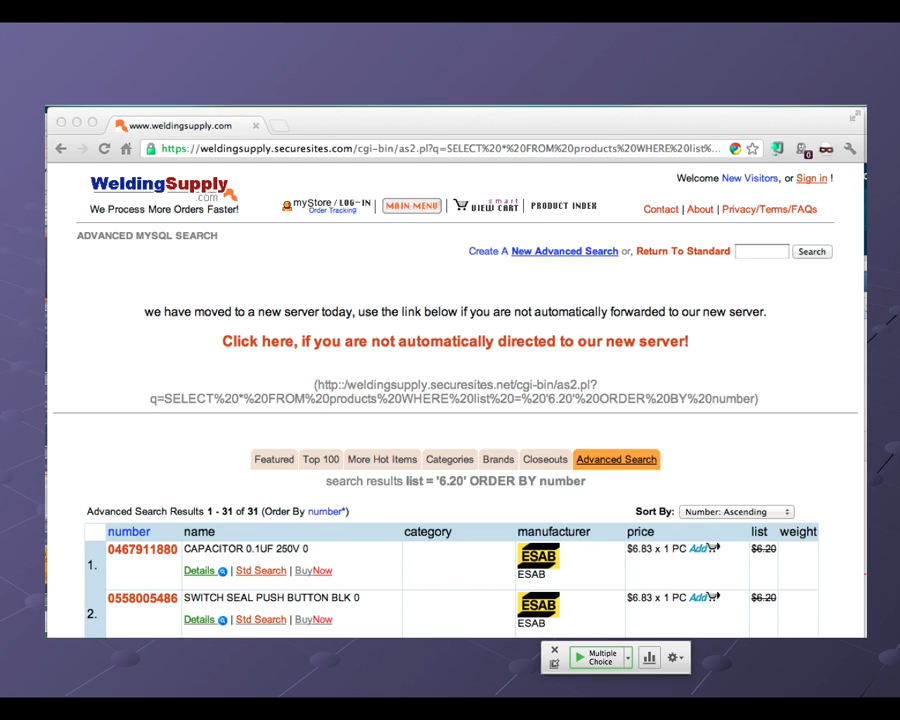 www.weldingsupply.com
https://weldingsupply.securesites.com/cgi-bin/as2.pl?q=SELECT%20*%20FROM%20products%20WHERE%20list%...
0
WeldingSupply
.com
We Process More Orders Faster!
myStore / LOG-IN
Order Tracking
MAIN MENU
smart
VIEW CART
PRODUCT INDEX
Welcome New Visitors, or Sign in !
Contact | About | Privacy/Terms/FAQs
ADVANCED MYSQL SEARCH
Create A New Advanced Search or, Return To Standard
Search
we have moved to a new server today, use the link below if you are not automatically forwarded to our new server.
Click here, if you are not automatically directed to our new server!
(http:/weldingsupply.securesites.net/cgi-bin/as2.pl?
q=SELECT%20*%20FROM%20products%20WHERE%20list%20=%20'6.20'%20ORDER%20BY%20number)
Featured Top 100 More Hot Items Categories Brands Closeouts Advanced Search
search results list = '6.20' ORDER BY number
Advanced Search Results 1 - 31 of 31 (Order By number*)
Sort By: Number: Ascending
number name category manufacturer price list weight
1. 0467911880 CAPACITOR 0.1UF 250V 0 ESAB $6.83 x 1 PC Add $6.20
Details | Std Search | BuyNow
ESAB
2. 0558005486 SWITCH SEAL PUSH BUTTON BLK 0 ESAB $6.83 x 1 PC Add $6.20
Details | Std Search | BuyNow
ESAB
Multiple
Choice